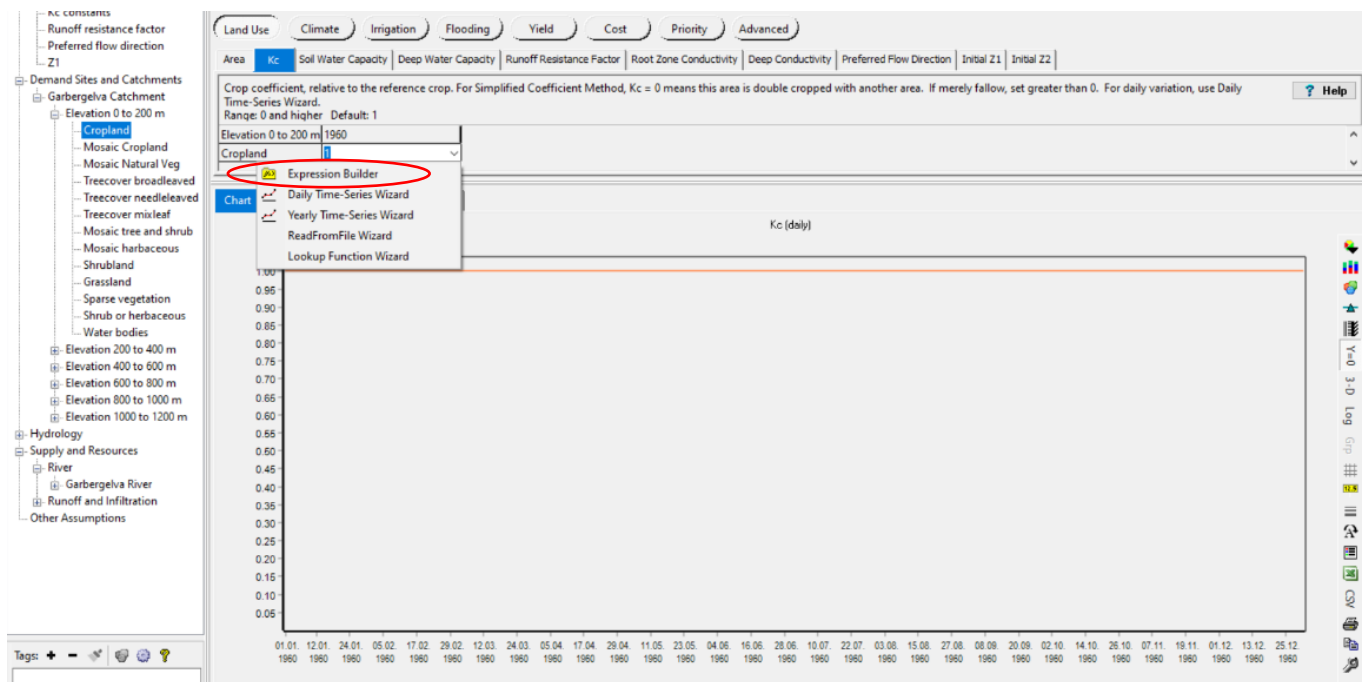 Kc constants
Runoff resistance factor
Preferred flow direction
Z1
Demand Sites and Catchments
Garbergelva Catchment
Elevation 0 to 200 m
Cropland
Mosaic Cropland
Mosaic Natural Veg
Treecover broadleaved
Treecover needleleaved
Treecover mixleaf
Mosaic tree and shrub
Mosaic harbaceous
Shrubland
Grassland
Sparse vegetation
Shrub or herbaceous
Water bodies
Elevation 200 to 400 m
Elevation 400 to 600 m
Elevation 600 to 800 m
Elevation 800 to 1000 m
Elevation 1000 to 1200 m
Hydrology
Supply and Resources
River
Garbergelva River
Runoff and Infiltration
Other Assumptions
Tags:
Land Use Climate Irrigation Flooding Yield Cost Priority Advanced
Area Kc Soil Water Capacity Deep Water Capacity Runoff Resistance Factor Root Zone Conductivity Deep Conductivity Preferred Flow Direction Initial Z1 Initial Z2
Crop coefficient, relative to the reference crop. For Simplified Coefficient Method, Kc = 0 means this area is double cropped with another area. If merely fallow, set greater than 0. For daily variation, use Daily
Time-Series Wizard.
Range: 0 and higher Default: 1
? Help
Elevation 0 to 200 m 1960
Cropland 1
Expression Builder
Daily Time-Series Wizard
Yearly Time-Series Wizard
ReadFromFile Wizard
Lookup Function Wizard
Chart
Kc (daily)
1.00
0.95
0.90
0.85
0.80
0.75
0.70
0.65
0.60
0.55
0.50
0.45
0.40
0.35
0.30
0.25
0.20
0.15
0.10
0.05
01.01. 12.01. 24.01. 05.02. 17.02. 29.02. 12.03. 24.03. 05.04. 17.04. 29.04. 11.05. 23.05. 04.06. 16.06. 28.06. 10.07. 22.07. 03.08. 15.08. 27.08. 08.09. 20.09. 02.10. 14.10. 26.10. 07.11. 19.11. 01.12. 13.12. 25.12.
1960 1960 1960 1960 1960 1960 1960 1960 1960 1960 1960 1960 1960 1960 1960 1960 1960 1960 1960 1960 1960 1960 1960 1960 1960 1960 1960 1960 1960 1960 1960
Y=0
3-D
Log
Grp
CSV